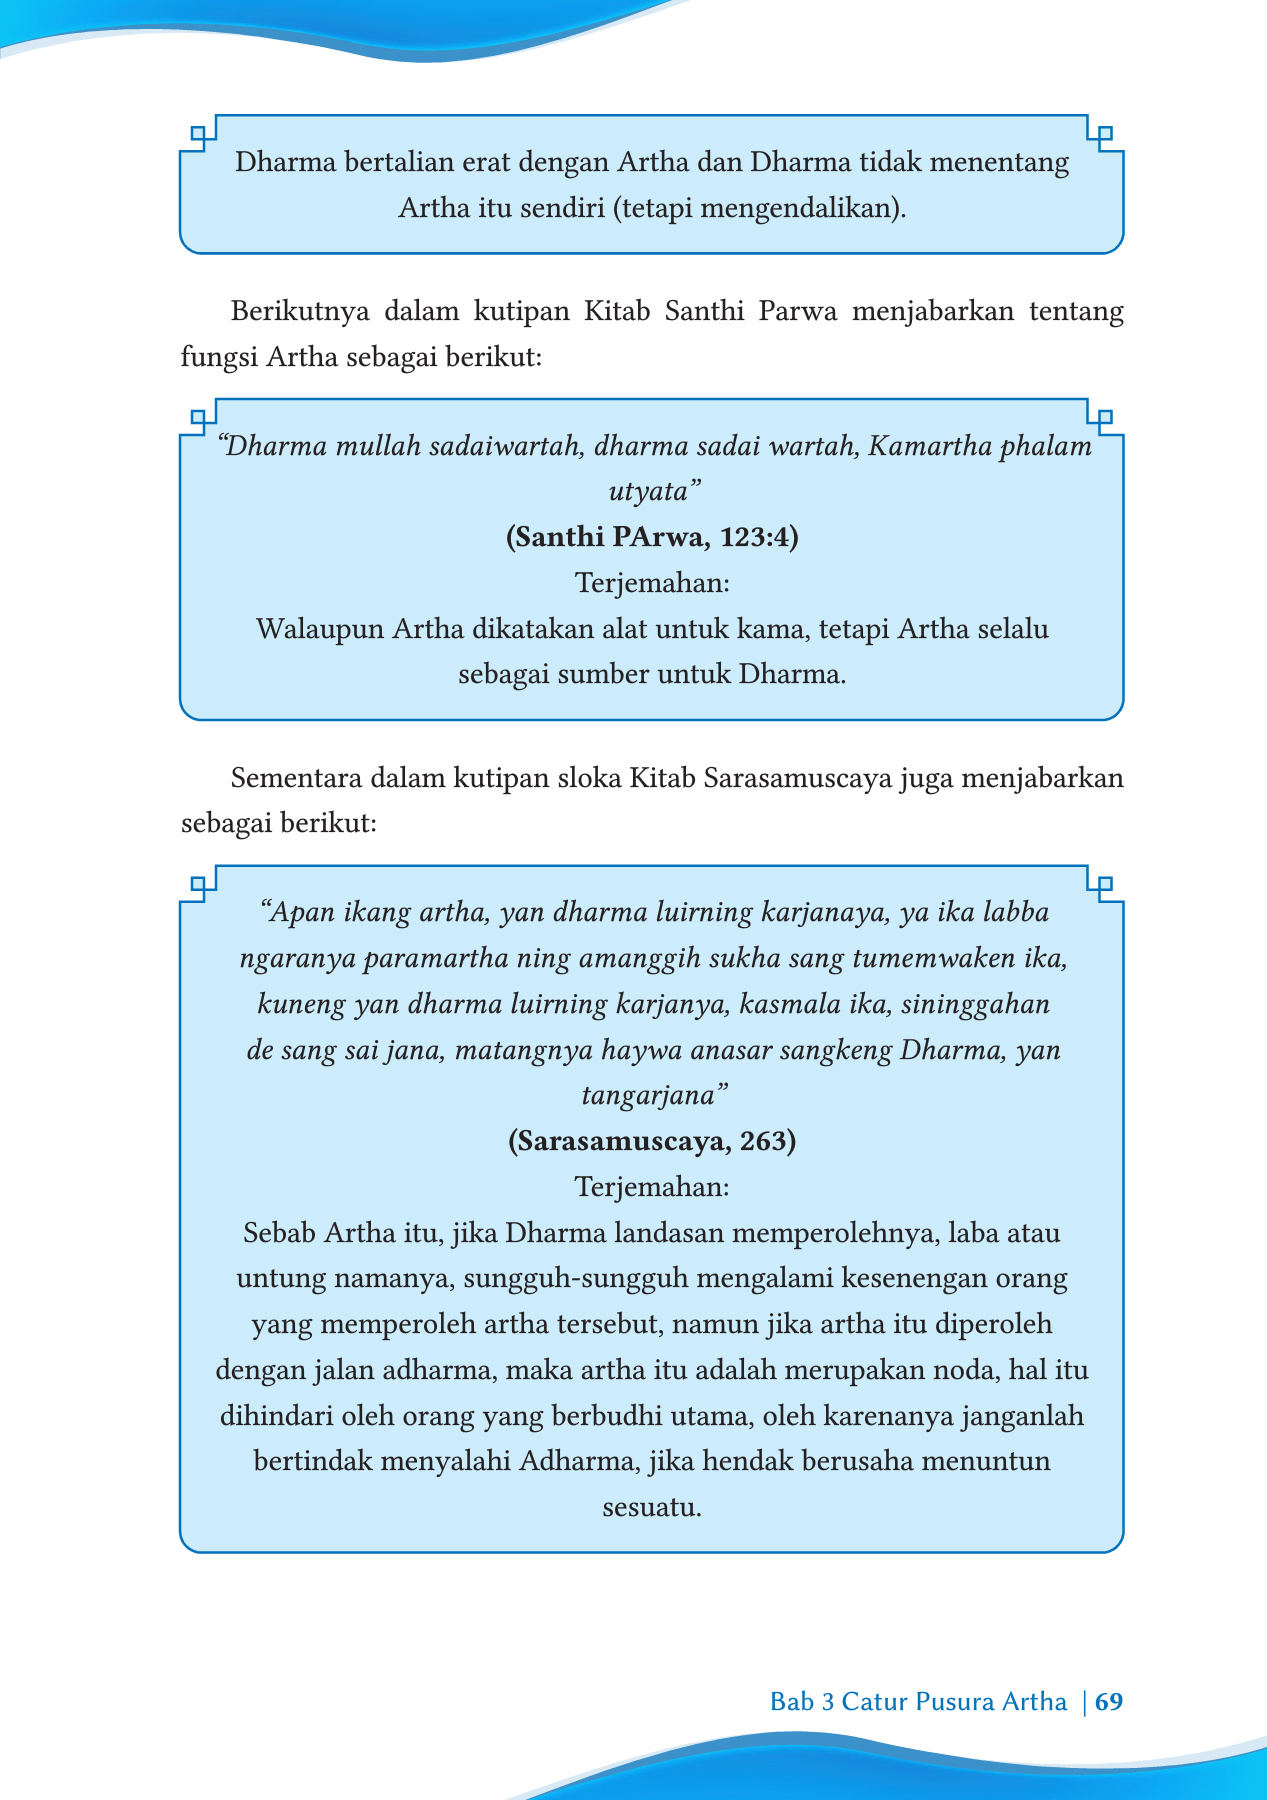 Dharma bertalian erat dengan Artha dan Dharma tidak menentang
Artha itu sendiri (tetapi mengendalikan).
Berikutnya dalam kutipan Kitab Santhi Parwa menjabarkan tentang
fungsi Artha sebagai berikut:
“Dharma mullah sadaiwartah, dharma sadai wartah, Kamartha phalam
utyata”
(Santhi PArwa, 123:4)
Terjemahan:
Walaupun Artha dikatakan alat untuk kama, tetapi Artha selalu
sebagai sumber untuk Dharma.
Sementara dalam kutipan sloka Kitab Sarasamuscaya juga menjabarkan
sebagai berikut:
“Apan ikang artha, yan dharma luirning karjanaya, ya ika labba
ngaranya paramartha ning amanggih sukha sang tumemwaken ika,
kuneng yan dharma luirning karjanya, kasmala ika, sininggahan
de sang sai jana, matangnya haywa anasar sangkeng Dharma, yan
tangarjana”
(Sarasamuscaya, 263)
Terjemahan:
Sebab Artha itu, jika Dharma landasan memperolehnya, laba atau
untung namanya, sungguh-sungguh mengalami kesenengan orang
yang memperoleh artha tersebut, namun jika artha itu diperoleh
dengan jalan adharma, maka artha itu adalah merupakan noda, hal itu
dihindari oleh orang yang berbudhi utama, oleh karenanya janganlah
bertindak menyalahi Adharma, jika hendak berusaha menuntun
sesuatu.
Bab 3 Catur Pusura Artha | 69